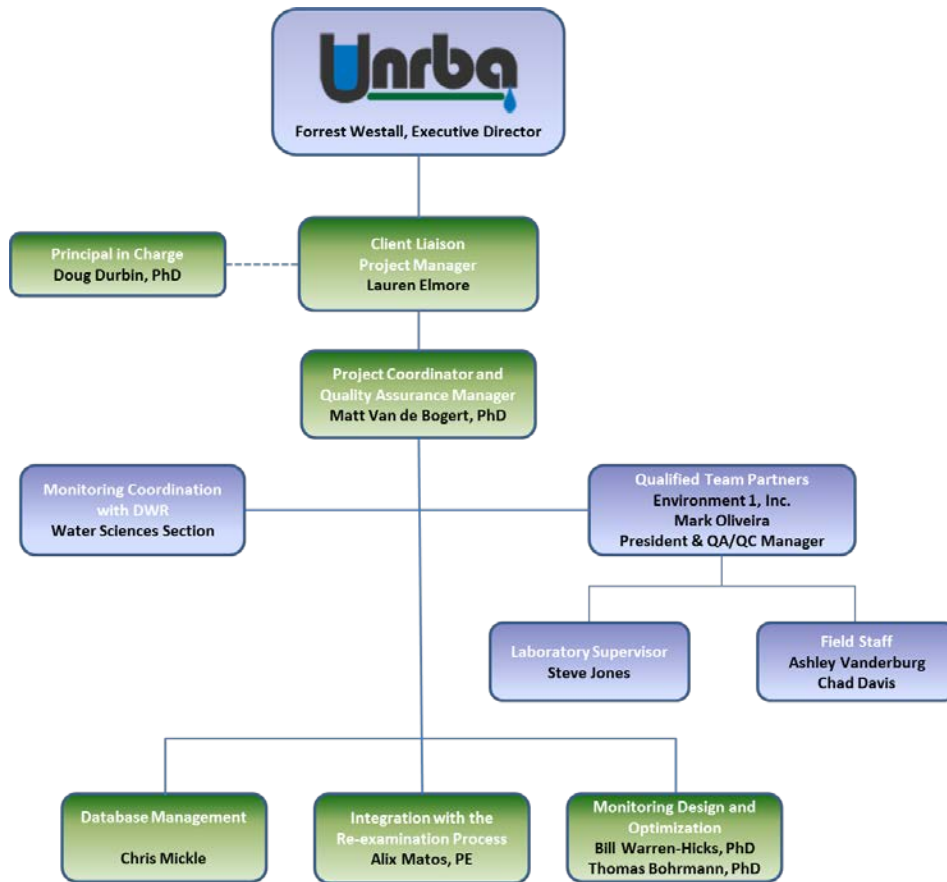 Unrba
Forrest Westall, Executive Director
Client Liaison
Project Manager
Lauren Elmore
Principal in Charge
Doug Durbin, PhD
Project Coordinator and
Quality Assurance Manager
Matt Van de Bogert, PhD
Monitoring Coordination
with DWR
Water Sciences Section
Qualified Team Partners
Environment 1, Inc.
Mark Oliveira
President & QA/QC Manager
Laboratory Supervisor
Steve Jones
Field Staff
Ashley Vanderburg
Chad Davis
Database Management
Chris Mickle
Integration with the
Re-examination Process
Alix Matos, PE
Monitoring Design and
Optimization
Bill Warren-Hicks, PhD
Thomas Bohrmann, PhD